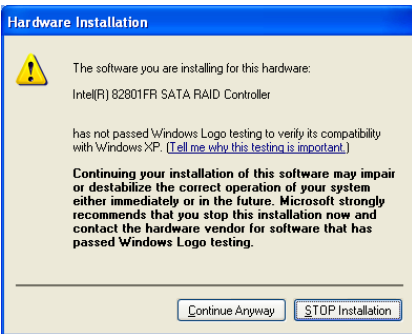 Hardware Installation
The software you are installing for this hardware:
Intel(R) 82801FR SATA RAID Controller
has not passed Windows Logo testing to verify its compatibility
with Windows XP. (Tell me why this testing is important.)
Continuing your installation of this software may impair
or destabilize the correct operation of your system
either immediately or in the future. Microsoft strongly
recommends that you stop this installation now and
contact the hardware vendor for software that has
passed Windows Logo testing.
Continue Anyway STOP Installation